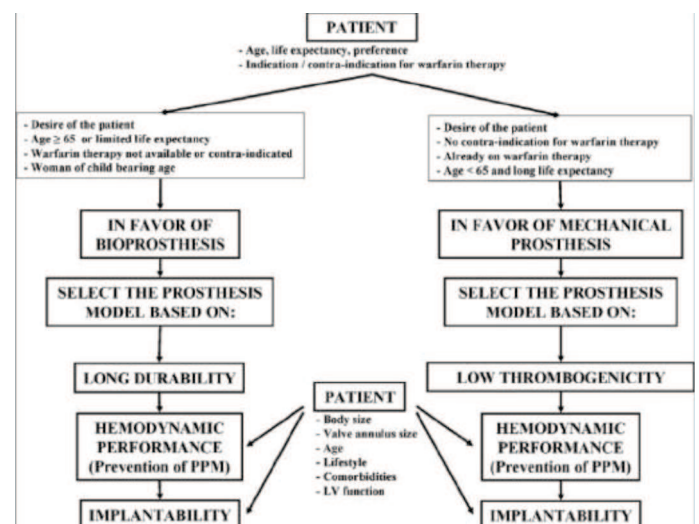 PATIENT
- Age, life expectancy, preference
- Indication / contra-indication for warfarin therapy
- Desire of the patient
- Age ≥ 65 or limited life expectancy
- Warfarin therapy not available or contra-indicated
- Woman of child bearing age
- Desire of the patient
- No contra-indication for warfarin therapy
- Already on warfarin therapy
- Age < 65 and long life expectancy
IN FAVOR OF
BIOPROSTHESIS
IN FAVOR OF MECHANICAL
PROSTHESIS
SELECT THE PROSTHESIS
MODEL BASED ON:
SELECT THE PROSTHESIS
MODEL BASED ON:
LONG DURABILITY
LOW THROMBOGENICITY
PATIENT
- Body size
- Valve annulus size
- Age
- Lifestyle
- Comorbidities
- LV function
HEMODYNAMIC
PERFORMANCE
(Prevention of PPM)
HEMODYNAMIC
PERFORMANCE
(Prevention of PPM)
IMPLANTABILITY
IMPLANTABILITY